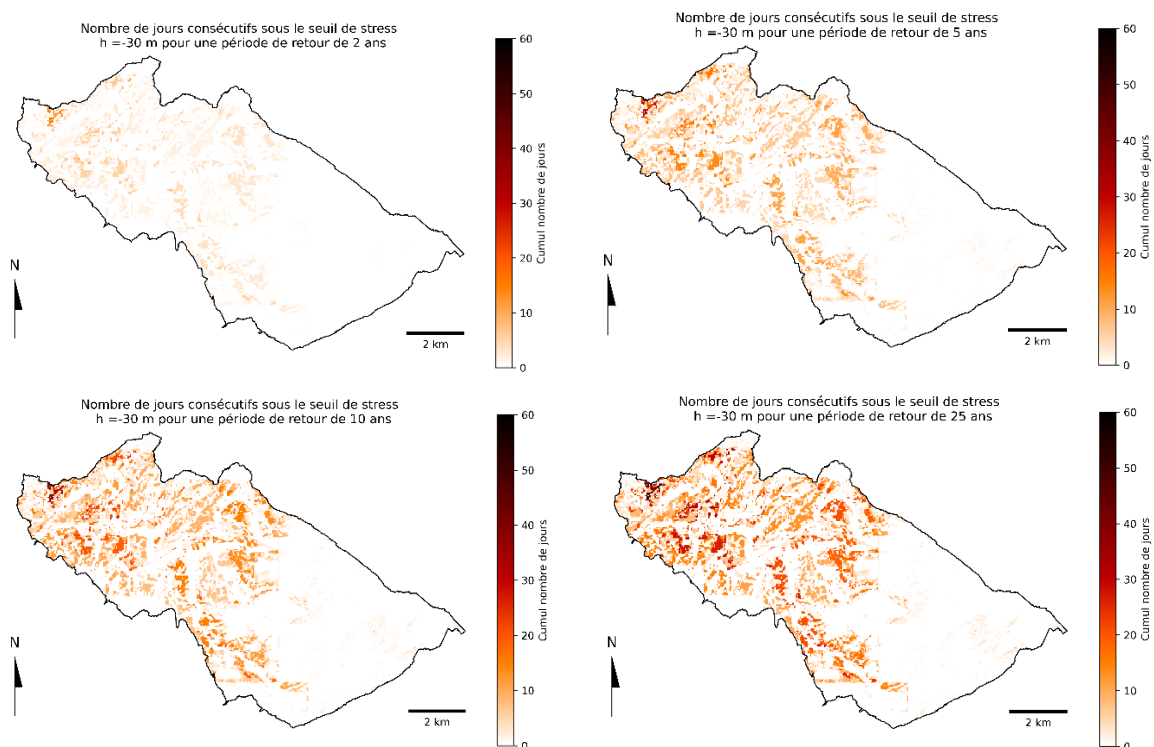 Nombre de jours consécutifs sous le seuil de stress
h =-30 m pour une période de retour de 2 ans
60
50
40
30
20
10
0
Cumul nombre de jours
N
2 km
Nombre de jours consécutifs sous le seuil de stress
h =-30 m pour une période de retour de 5 ans
60
50
40
30
20
10
0
Cumul nombre de jours
N
2 km
Nombre de jours consécutifs sous le seuil de stress
h =-30 m pour une période de retour de 10 ans
60
50
40
30
20
10
0
Cumul nombre de jours
N
2 km
Nombre de jours consécutifs sous le seuil de stress
h =-30 m pour une période de retour de 25 ans
60
50
40
30
20
10
0
Cumul nombre de jours
N
2 km